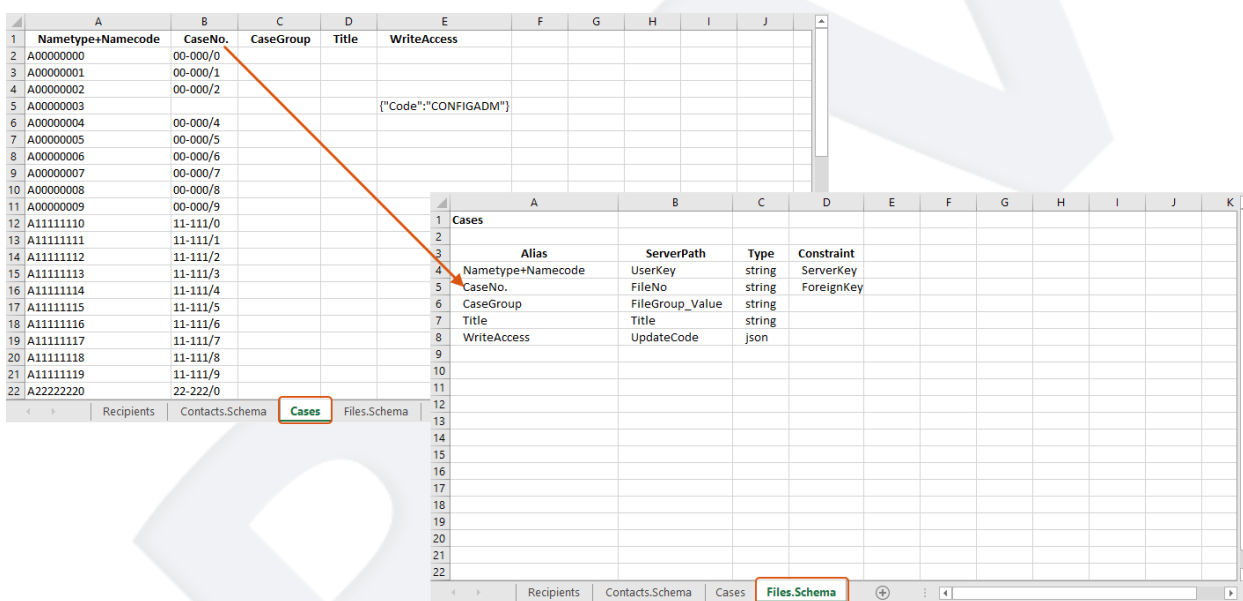 A B C D E F G H I J
1 Nametype+Namecode CaseNo. CaseGroup Title WriteAccess
2 A00000000 00-000/0
3 A00000001 00-000/1
4 A00000002 00-000/2
5 A00000003 {"Code":"CONFIGADM"}
6 A00000004 00-000/4
7 A00000005 00-000/5
8 A00000006 00-000/6
9 A00000007 00-000/7
10 A00000008 00-000/8
11 A00000009 00-000/9
12 A11111110 11-111/0
13 A11111111 11-111/1
14 A11111112 11-111/2
15 A11111113 11-111/3
16 A11111114 11-111/4
17 A11111115 11-111/5
18 A11111116 11-111/6
19 A11111117 11-111/7
20 A11111118 11-111/8
21 A11111119 11-111/9
22 A22222220 22-222/0
Recipients Contacts.Schema Cases Files.Schema
A B C D E F G H I J K
1 Cases
2
3 Alias ServerPath Type Constraint
4 Nametype+Namecode UserKey string ServerKey
5 CaseNo. FileNo string ForeignKey
6 CaseGroup FileGroup_Value string
7 Title Title string
8 WriteAccess UpdateCode json
9
10
11
12
13
14
15
16
17
18
19
20
21
22
Recipients Contacts.Schema Cases Files.Schema